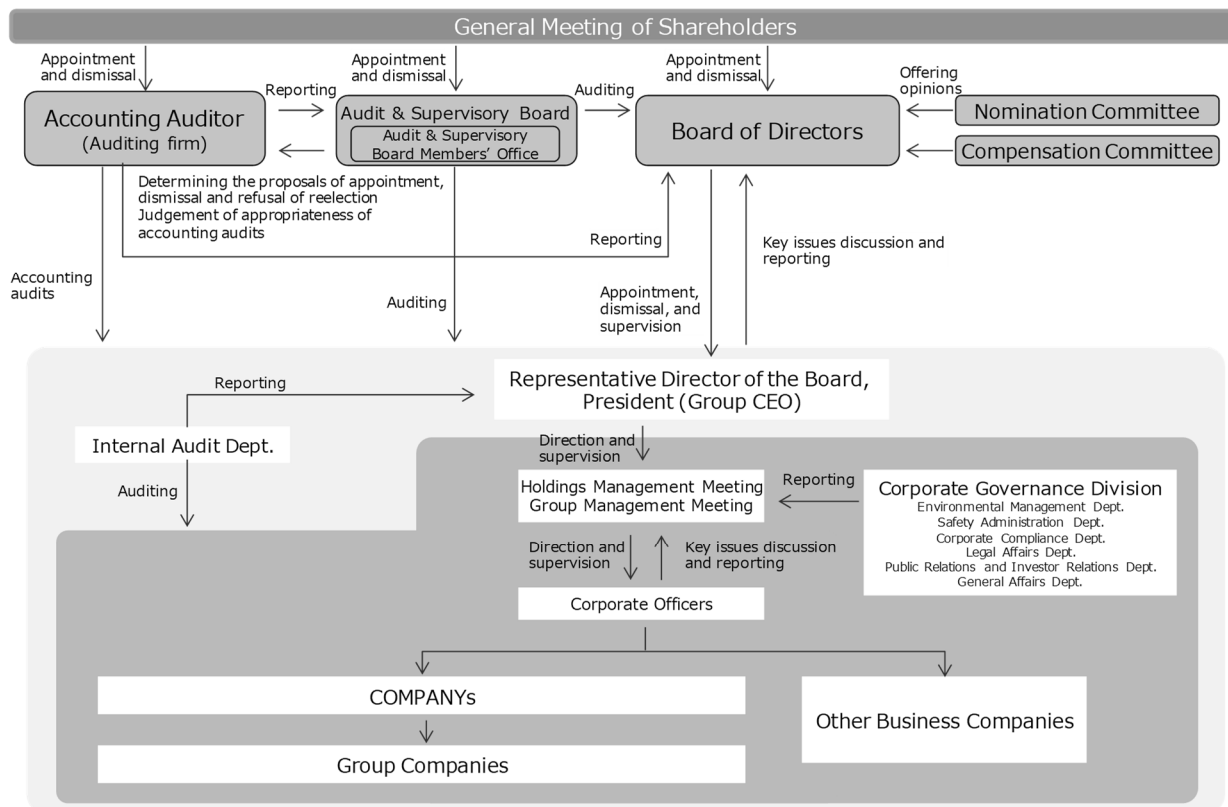 General Meeting of Shareholders
Appointment
and dismissal
Appointment
and dismissal
Appointment
and dismissal
Reporting
Auditing
Offering
opinions
Accounting Auditor
(Auditing firm)
Audit & Supervisory Board
Audit & Supervisory
Board Members' Office
Board of Directors
Nomination Committee
Compensation Committee
Determining the proposals of appointment,
dismissal and refusal of reelection
Judgement of appropriateness of
accounting audits
Reporting
Key issues discussion and
reporting
Accounting
audits
Auditing
Appointment,
dismissal, and
supervision
Representative Director of the Board,
President (Group CEO)
Reporting
Internal Audit Dept.
Auditing
Direction and
supervision
Holdings Management Meeting
Group Management Meeting
Reporting
Corporate Governance Division
Environmental Management Dept.
Safety Administration Dept.
Corporate Compliance Dept.
Legal Affairs Dept.
Public Relations and Investor Relations Dept.
General Affairs Dept.
Direction and
supervision
Key issues discussion
and reporting
Corporate Officers
COMPANYs
Other Business Companies
Group Companies